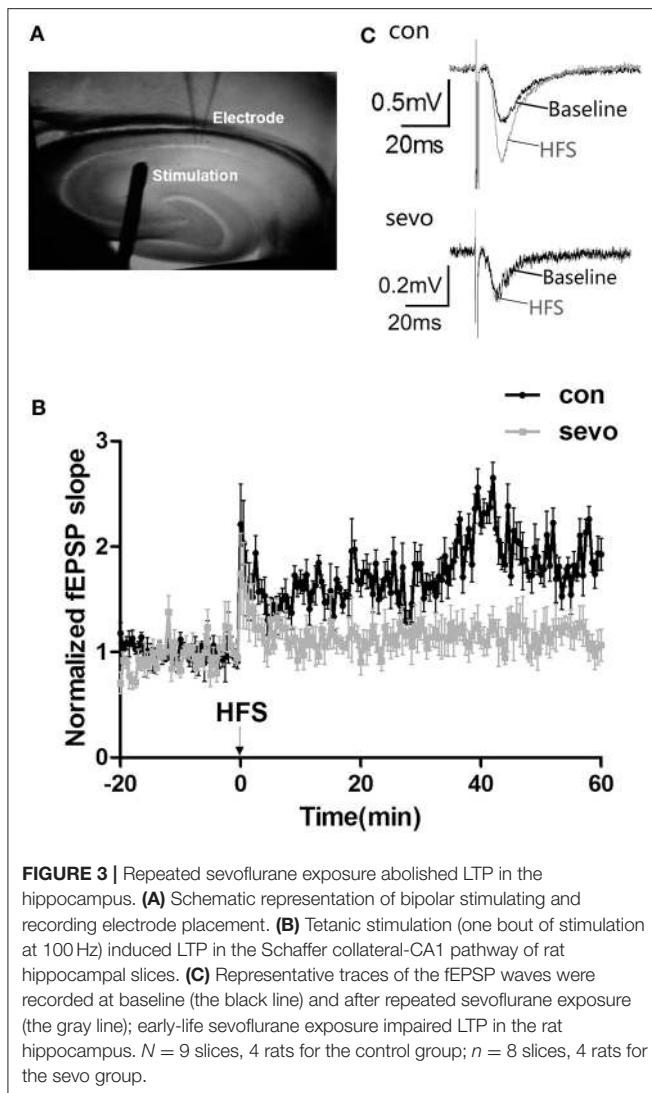 A
Electrode
Stimulation
C
con
0.5mV
20ms
Baseline
HFS
sevo
0.2mV
20ms
Baseline
HFS
B
con
sevo
Normalized fEPSP slope
3
2
1
0
HFS
-20
0
20
40
60
Time(min)
FIGURE 3 | Repeated sevoflurane exposure abolished LTP in the
hippocampus. (A) Schematic representation of bipolar stimulating and
recording electrode placement. (B) Tetanic stimulation (one bout of stimulation
at 100 Hz) induced LTP in the Schaffer collateral-CA1 pathway of rat
hippocampal slices. (C) Representative traces of the fEPSP waves were
recorded at baseline (the black line) and after repeated sevoflurane exposure
(the gray line); early-life sevoflurane exposure impaired LTP in the rat
hippocampus. N = 9 slices, 4 rats for the control group; n = 8 slices, 4 rats for
the sevo group.